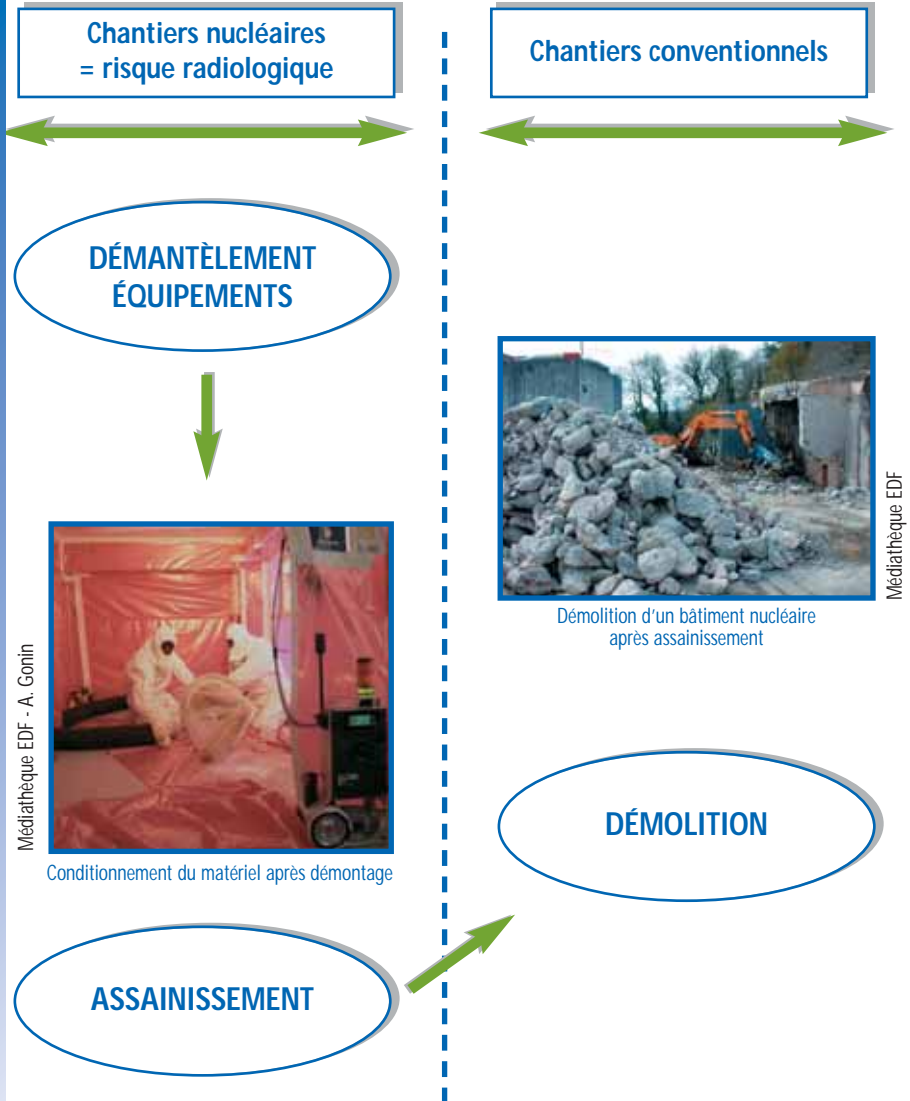 Chantiers nucléaires
= risque radiologique
Chantiers conventionnels
DÉMANTÈLEMENT
ÉQUIPEMENTS
Médiathèque EDF
Démolition d'un bâtiment nucléaire
après assainissement
Médiathèque EDF - A. Gonin
Conditionnement du matériel après démontage
DÉMOLITION
ASSAINISSEMENT